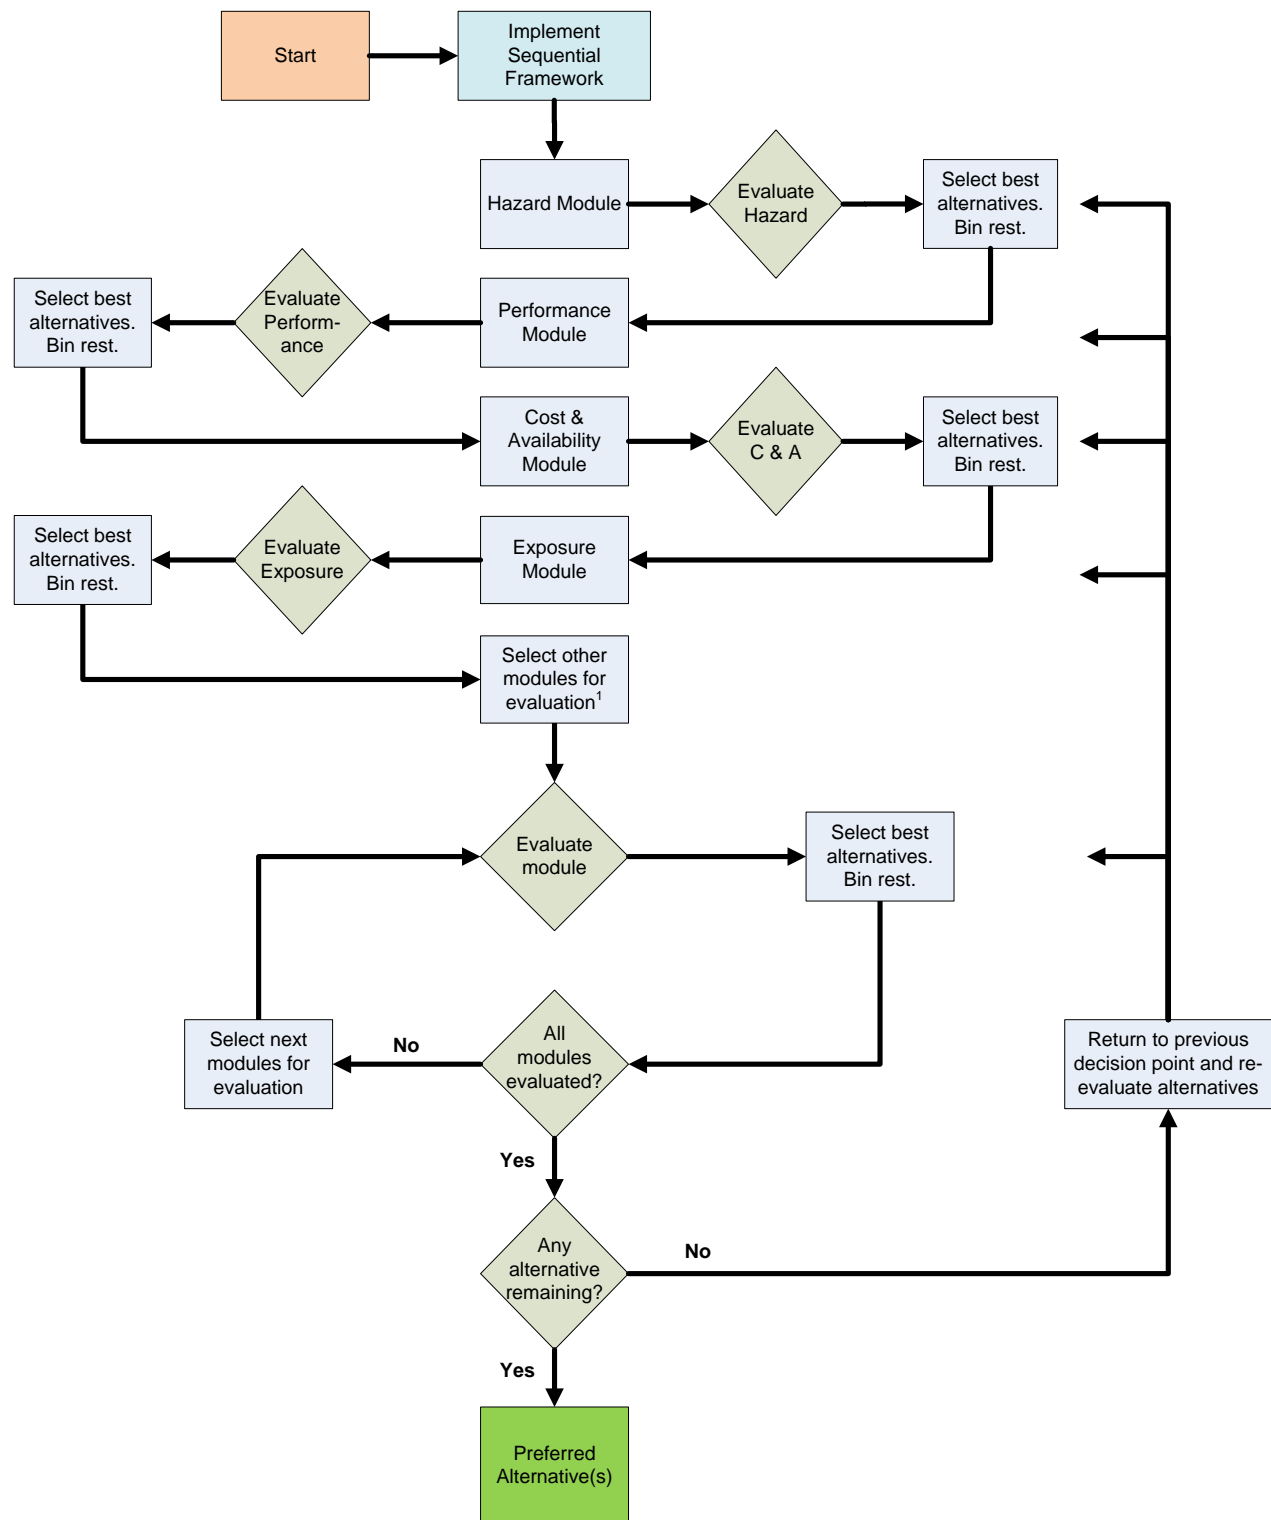 Start
Implement
Sequential
Framework
Hazard Module
Evaluate
Hazard
Select best
alternatives.
Bin rest.
Select best
alternatives.
Bin rest.
Evaluate
Perform-
ance
Performance
Module
Cost &
Availability
Module
Evaluate
C & A
Select best
alternatives.
Bin rest.
Select best
alternatives.
Bin rest.
Evaluate
Exposure
Exposure
Module
Select other
modules for
evaluation¹
Evaluate
module
Select best
alternatives.
Bin rest.
Select next
modules for
evaluation
No
All
modules
evaluated?
Return to previous
decision point and re-
evaluate alternatives
Yes
Any
alternative
remaining?
No
Yes
Preferred
Alternative(s)